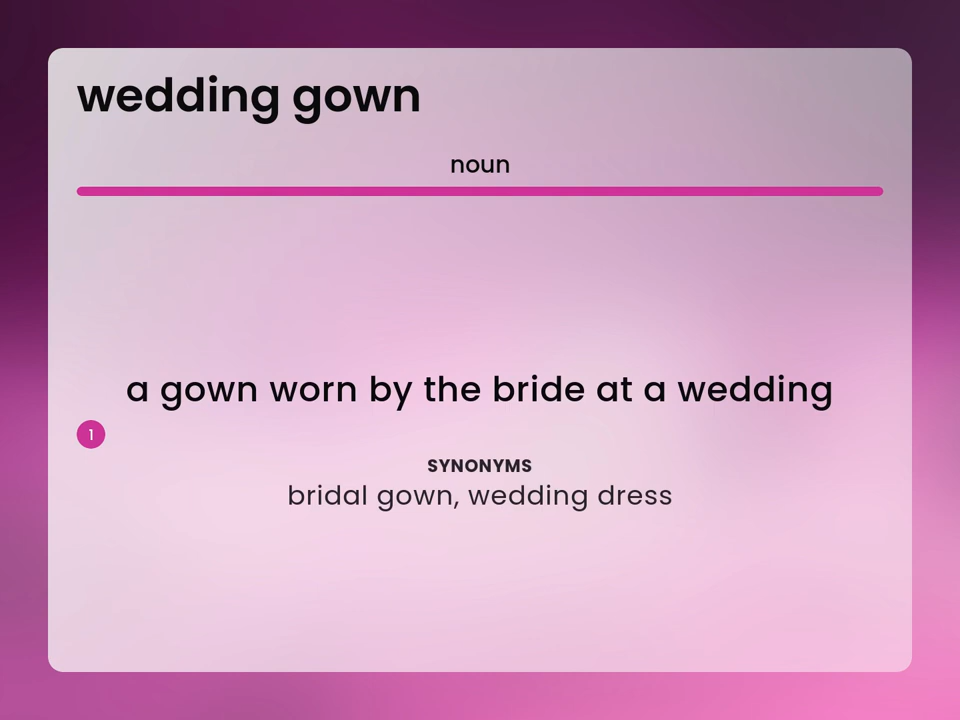 wedding gown
noun
a gown worn by the bride at a wedding
1
SYNONYMS
bridal gown, wedding dress